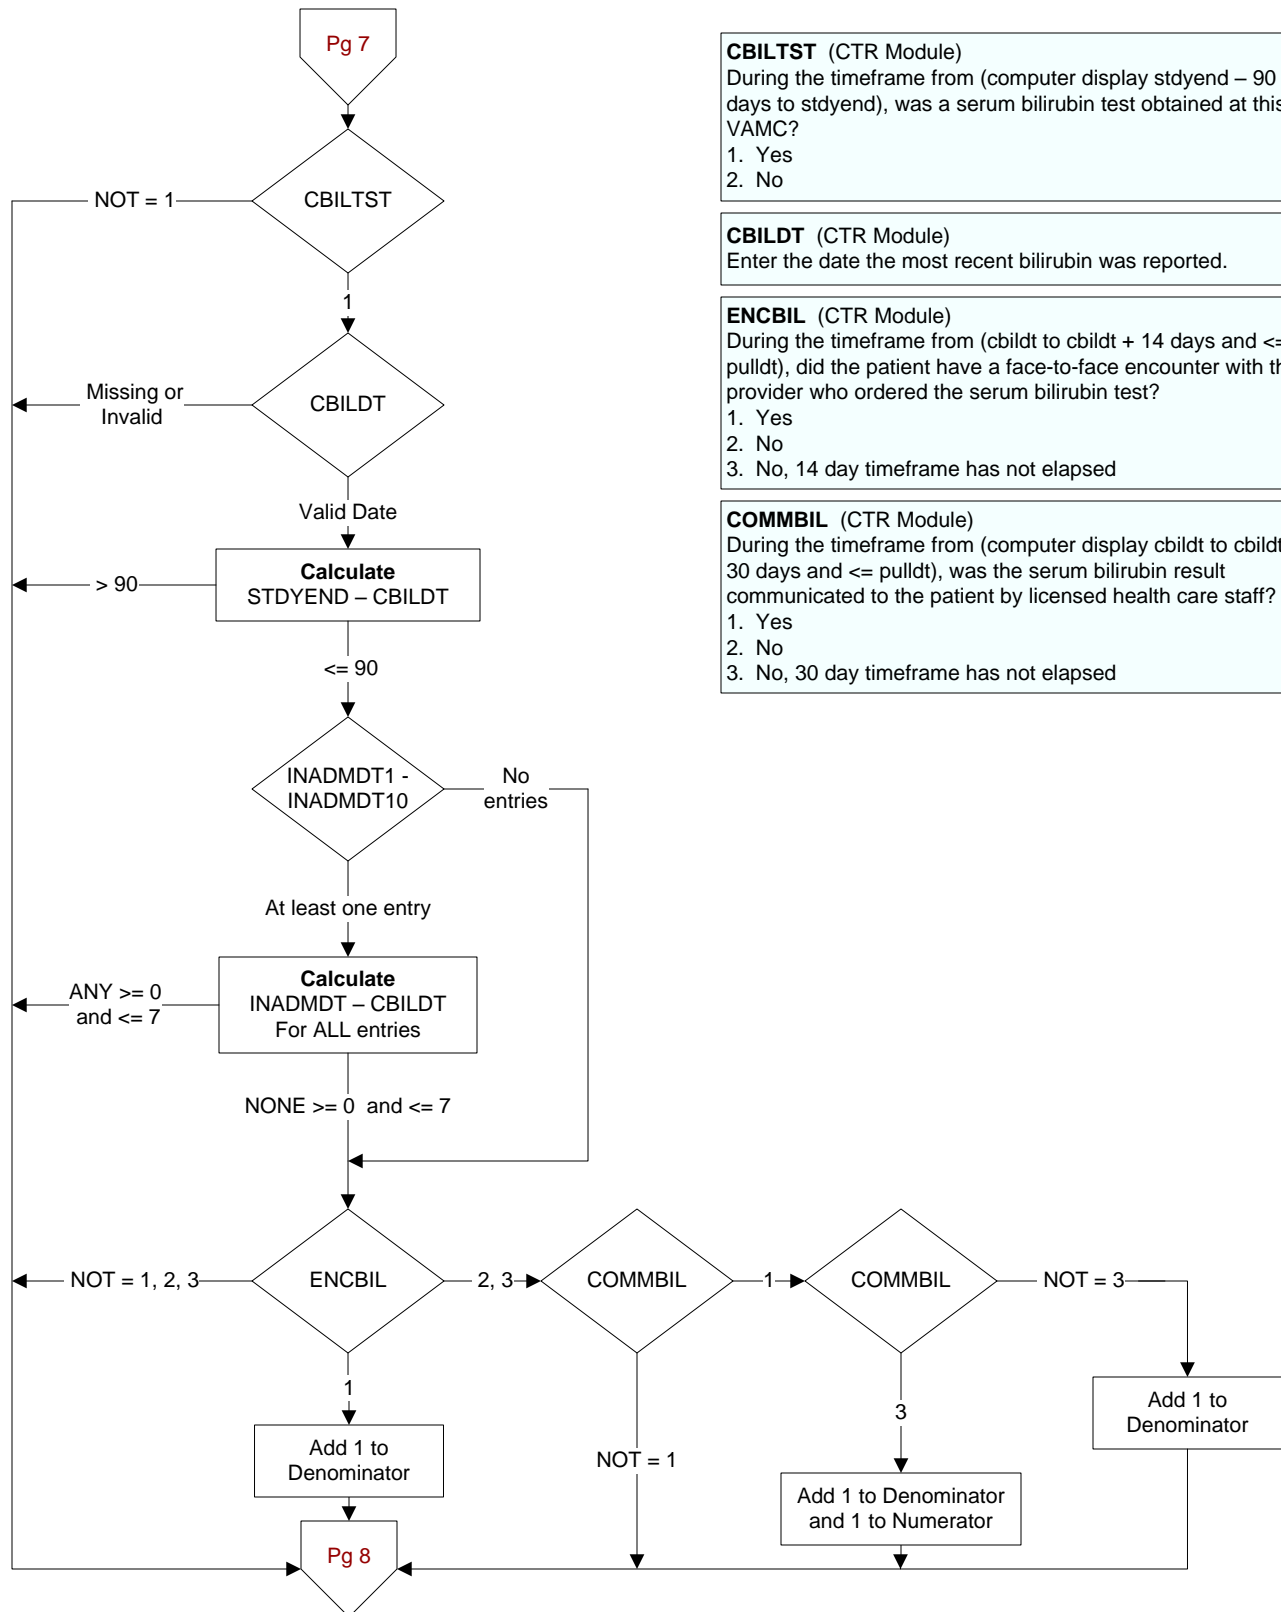 Pg 7
CBILTST (CTR Module)
During the timeframe from (computer display stdyend – 90
days to stdyend), was a serum bilirubin test obtained at this
VAMC?
1. Yes
2. No
CBILDT (CTR Module)
Enter the date the most recent bilirubin was reported.
ENCBIL (CTR Module)
During the timeframe from (cbildt to cbildt + 14 days and <=
pulldt), did the patient have a face-to-face encounter with
provider who ordered the serum bilirubin test?
1. Yes
2. No
3. No, 14 day timeframe has not elapsed
COMMBIL (CTR Module)
During the timeframe from (computer display cbildt to cbildt
30 days and <= pulldt), was the serum bilirubin result
communicated to the patient by licensed health care staff?
1. Yes
2. No
3. No, 30 day timeframe has not elapsed
CBILTST
NOT = 1
1
CBILDT
Missing or
Invalid
Valid Date
Calculate
STDYEND – CBILDT
> 90
<= 90
INADMDT1 -
INADMDT10
No
entries
At least one entry
Calculate
INADMDT – CBILDT
For ALL entries
ANY >= 0
and <= 7
NONE >= 0 and <= 7
NOT = 1, 2, 3
ENCBIL
2, 3
COMMBIL
1
COMMBIL
NOT = 3
1
Add 1 to
Denominator
NOT = 1
3
Add 1 to Denominator
and 1 to Numerator
Add 1 to
Denominator
Pg 8